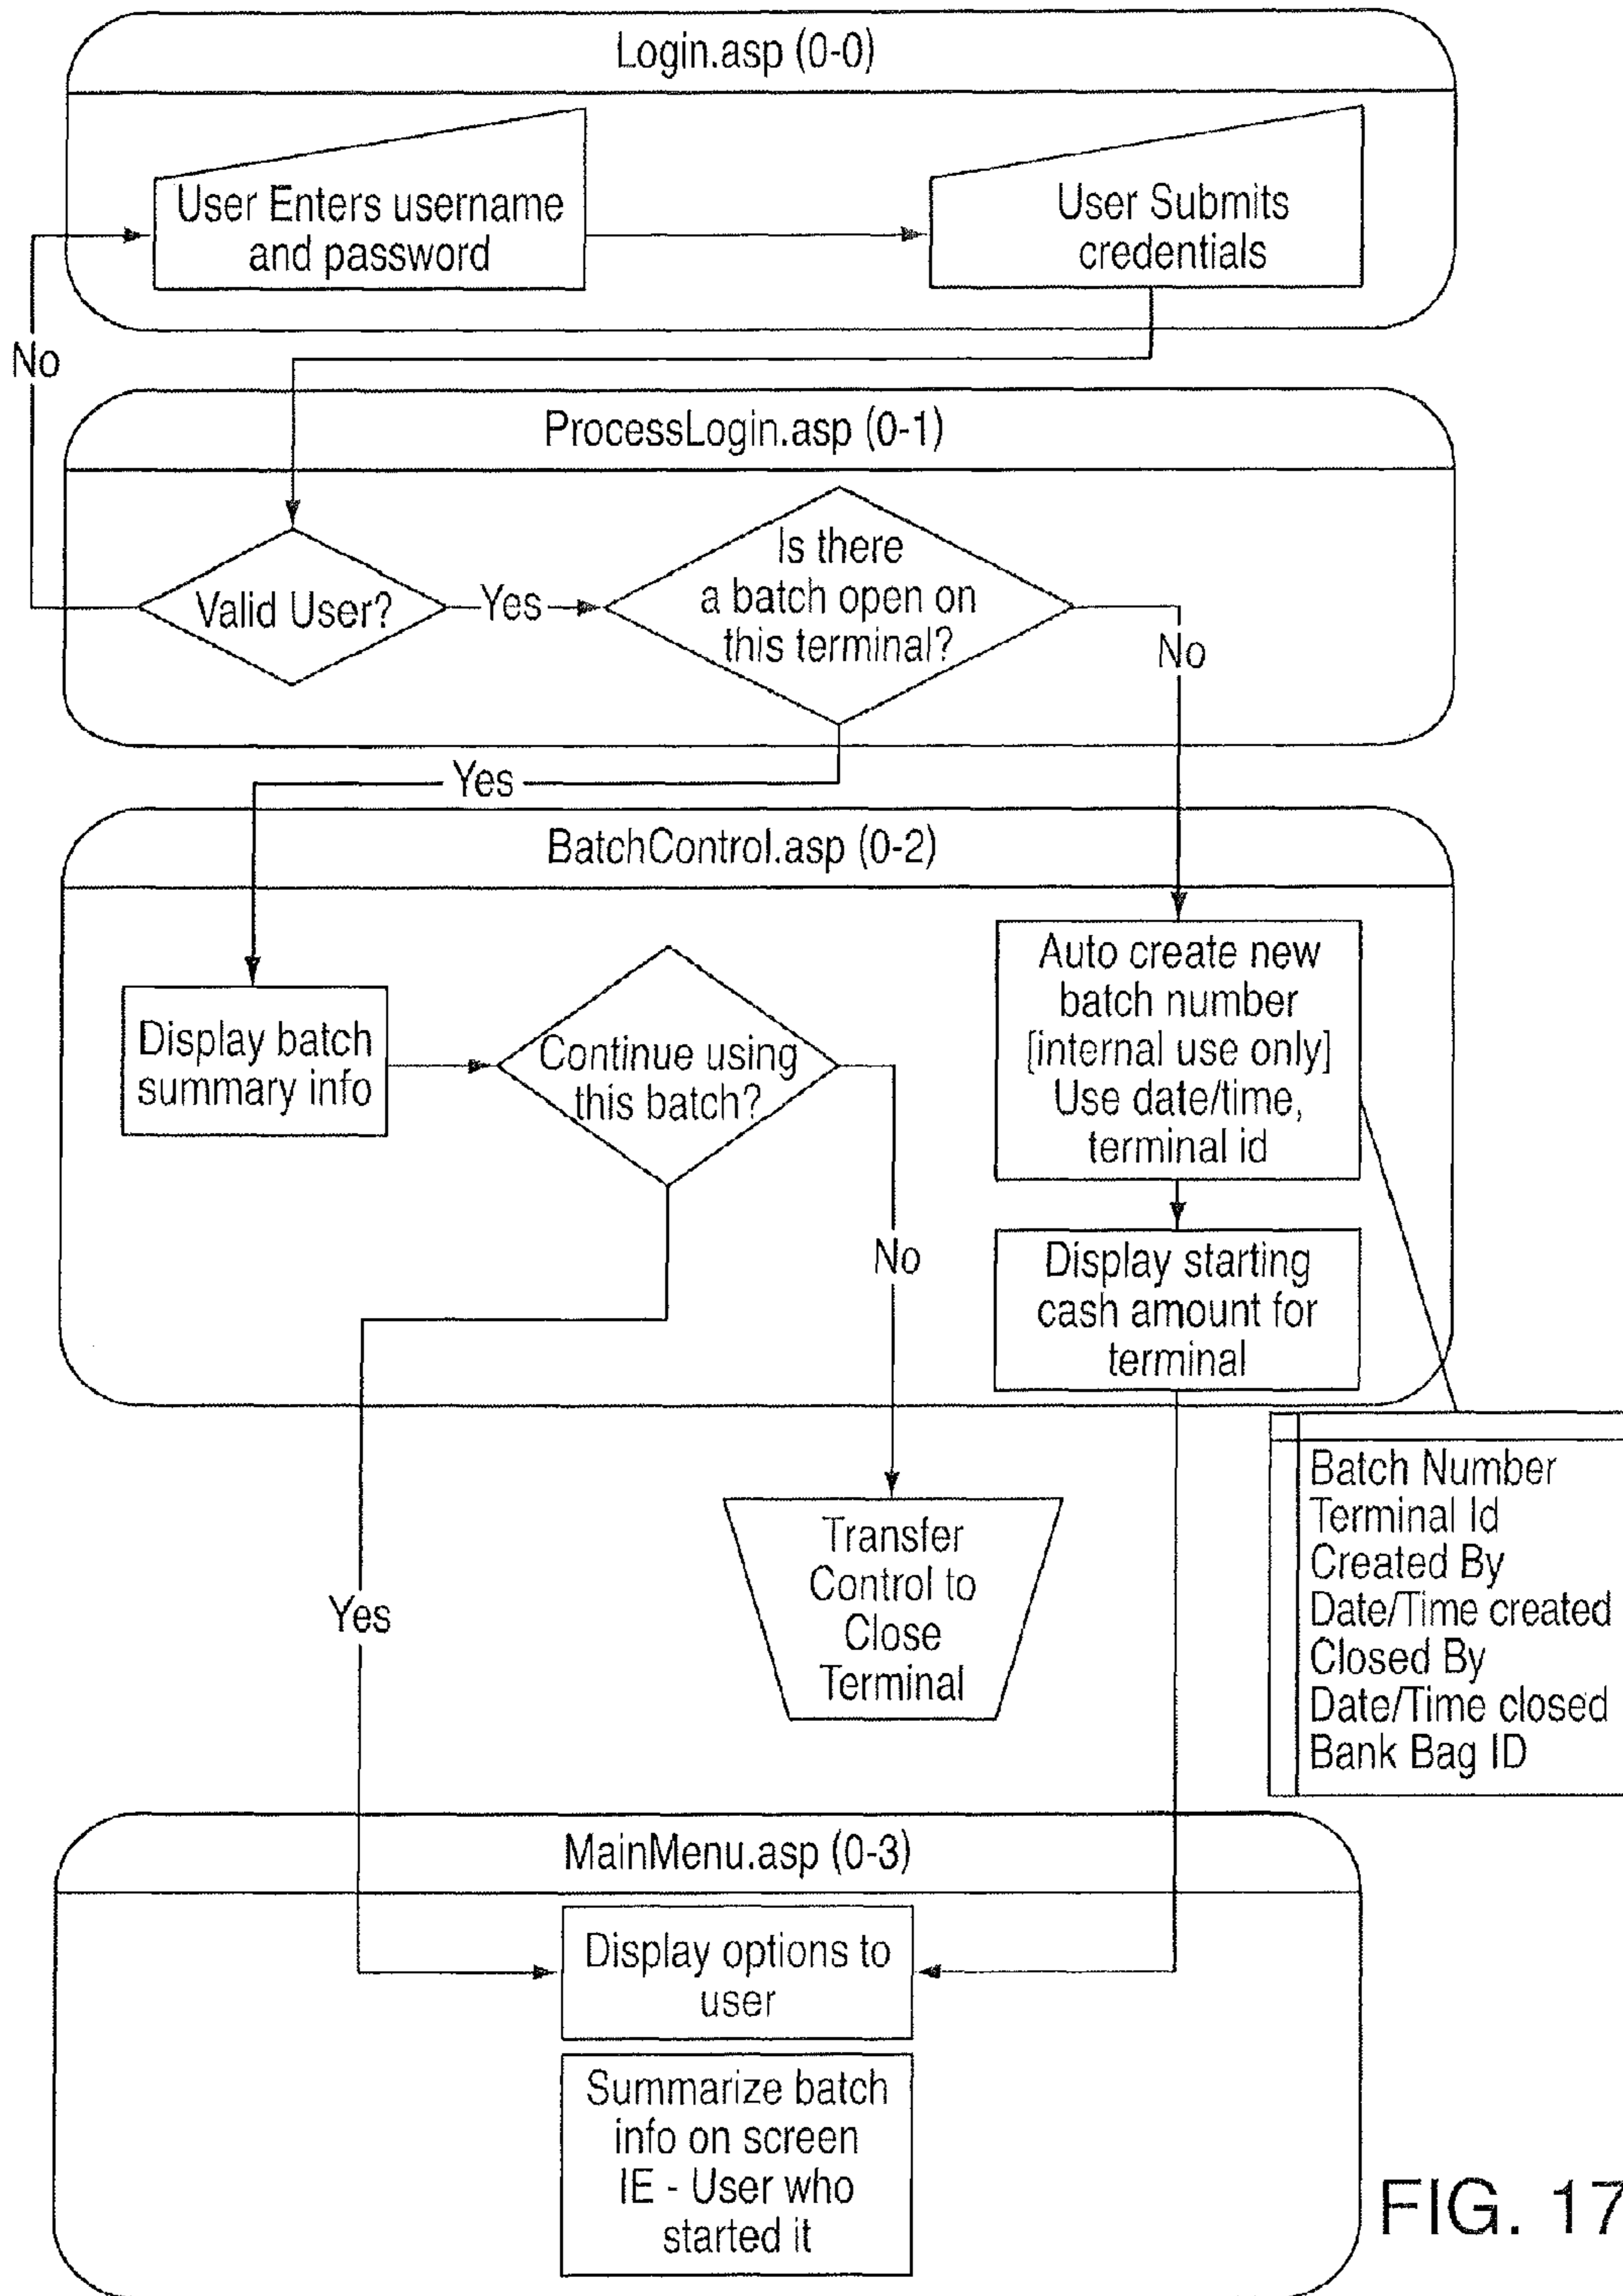 Login.asp (0-0)
User Enters username
and password
User Submits
credentials
No
ProcessLogin.asp (0-1)
Valid User?
Yes
Is there
a batch open on
this terminal?
No
Yes
BatchControl.asp (0-2)
Display batch
summary info
Continue using
this batch?
Auto create new
batch number
[internal use only]
Use date/time,
terminal id
No
Display starting
cash amount for
terminal
Batch Number
Terminal Id
Created By
Date/Time created
Closed By
Date/Time closed
Bank Bag ID
Transfer
Control to
Close
Terminal
Yes
MainMenu.asp (0-3)
Display options to
user
Summarize batch
info on screen
IE - User who
started it
FIG. 17